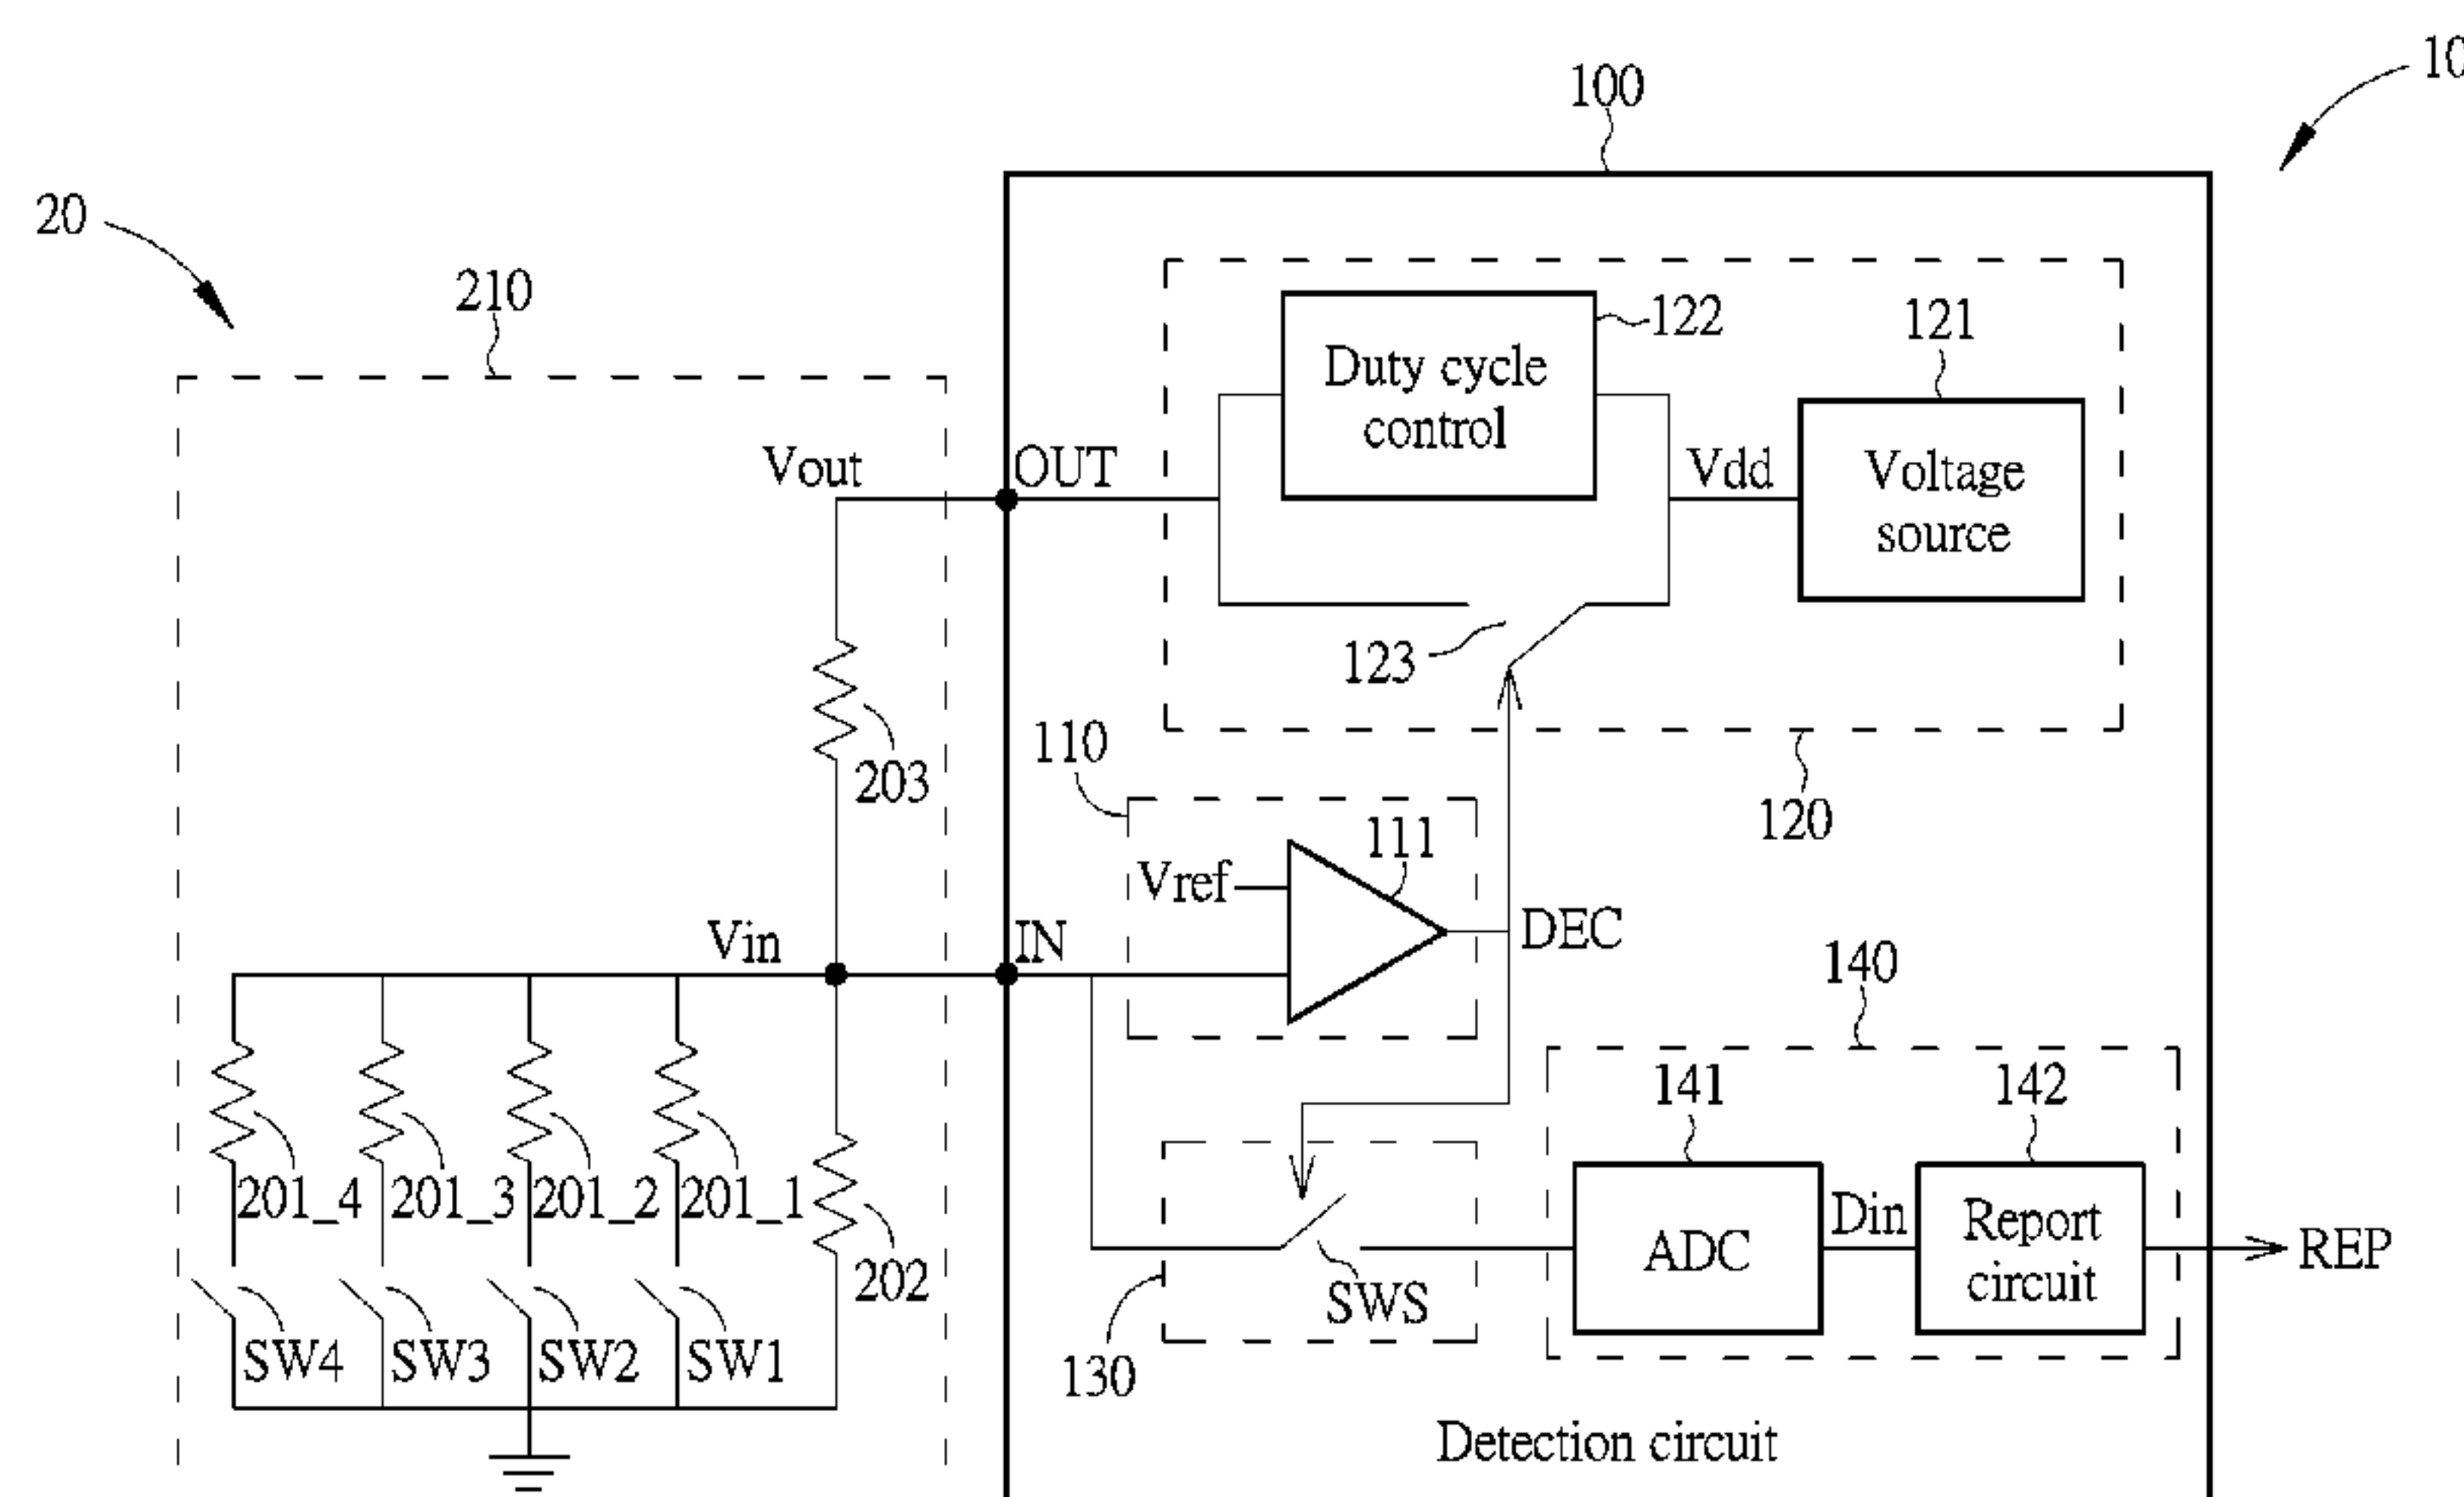 10
100
20
210
122
121
Duty cycle
control
Vout
OUT
Vdd
Voltage
source
123
203
110
111
120
Vref
Vin
IN
DEC
140
141
142
201_4
201_3
201_2
201_1
202
ADC
Din
Report
circuit
REP
SWS
SW4
SW3
SW2
SW1
130
Detection circuit